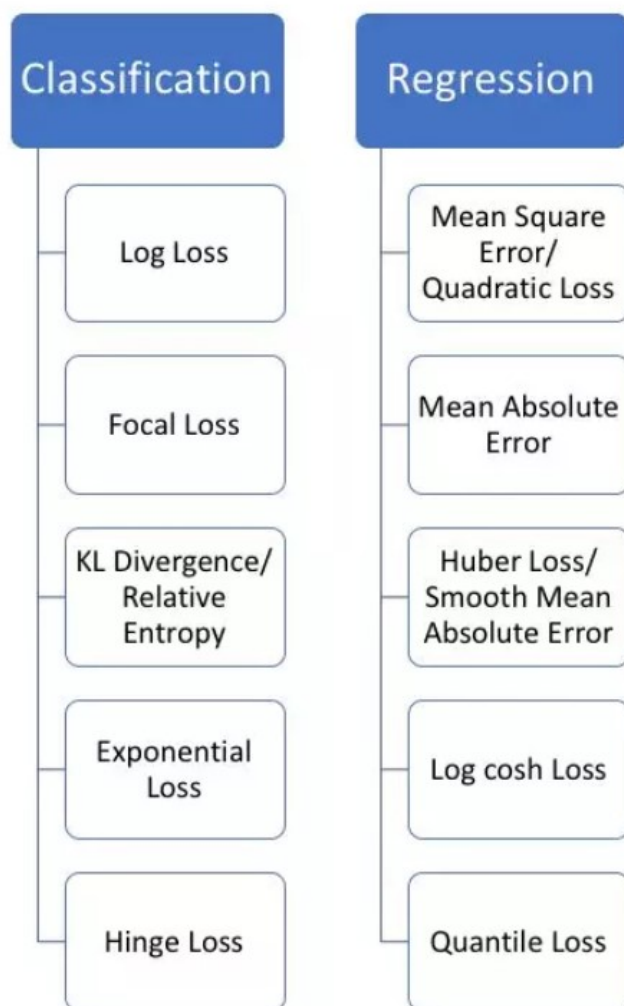 Classification
Log Loss
Focal Loss
KL Divergence/
Relative
Entropy
Exponential
Loss
Hinge Loss
Regression
Mean Square
Error/
Quadratic Loss
Mean Absolute
Error
Huber Loss/
Smooth Mean
Absolute Error
Log cosh Loss
Quantile Loss